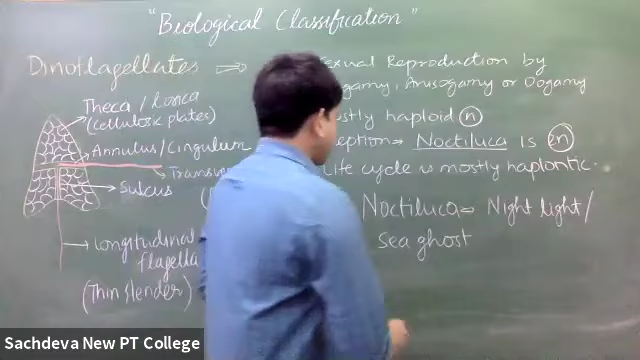 "Biological Classification"
Dinoflagellates ⇒ Sexual Reproduction by
gamy, Anisogamy or Oogamy
Mostly haploid n
ception⇒ Noctiluca is 2n
Life cycle is mostly haplontic.
Noctiluca⇒ Night light/
Sea ghost
Theca / Lorica
(cellulosic plates)
Annulus/Cingulum
Transv
Sulcus
Longitudinal
flagella
(Thin slender)
Sachdeva New PT College